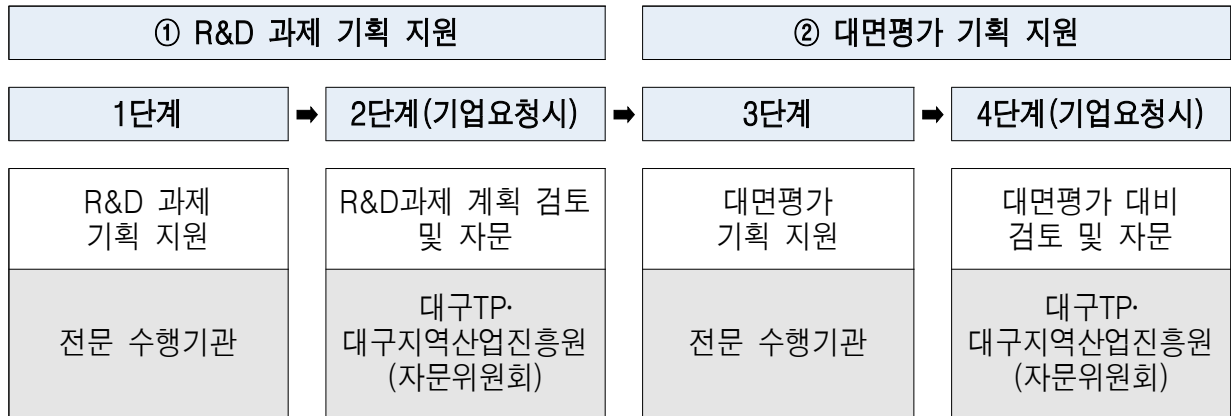 ① R&D 과제 기획 지원
② 대면평가 기획 지원
1단계 ➡ 2단계(기업요청시) ➡ 3단계 ➡ 4단계(기업요청시)
R&D 과제
기획 지원
R&D과제 계획 검토
및 자문
대면평가
기획 지원
대면평가 대비
검토 및 자문
전문 수행기관
대구TP·
대구지역산업진흥원
(자문위원회)
전문 수행기관
대구TP·
대구지역산업진흥원
(자문위원회)